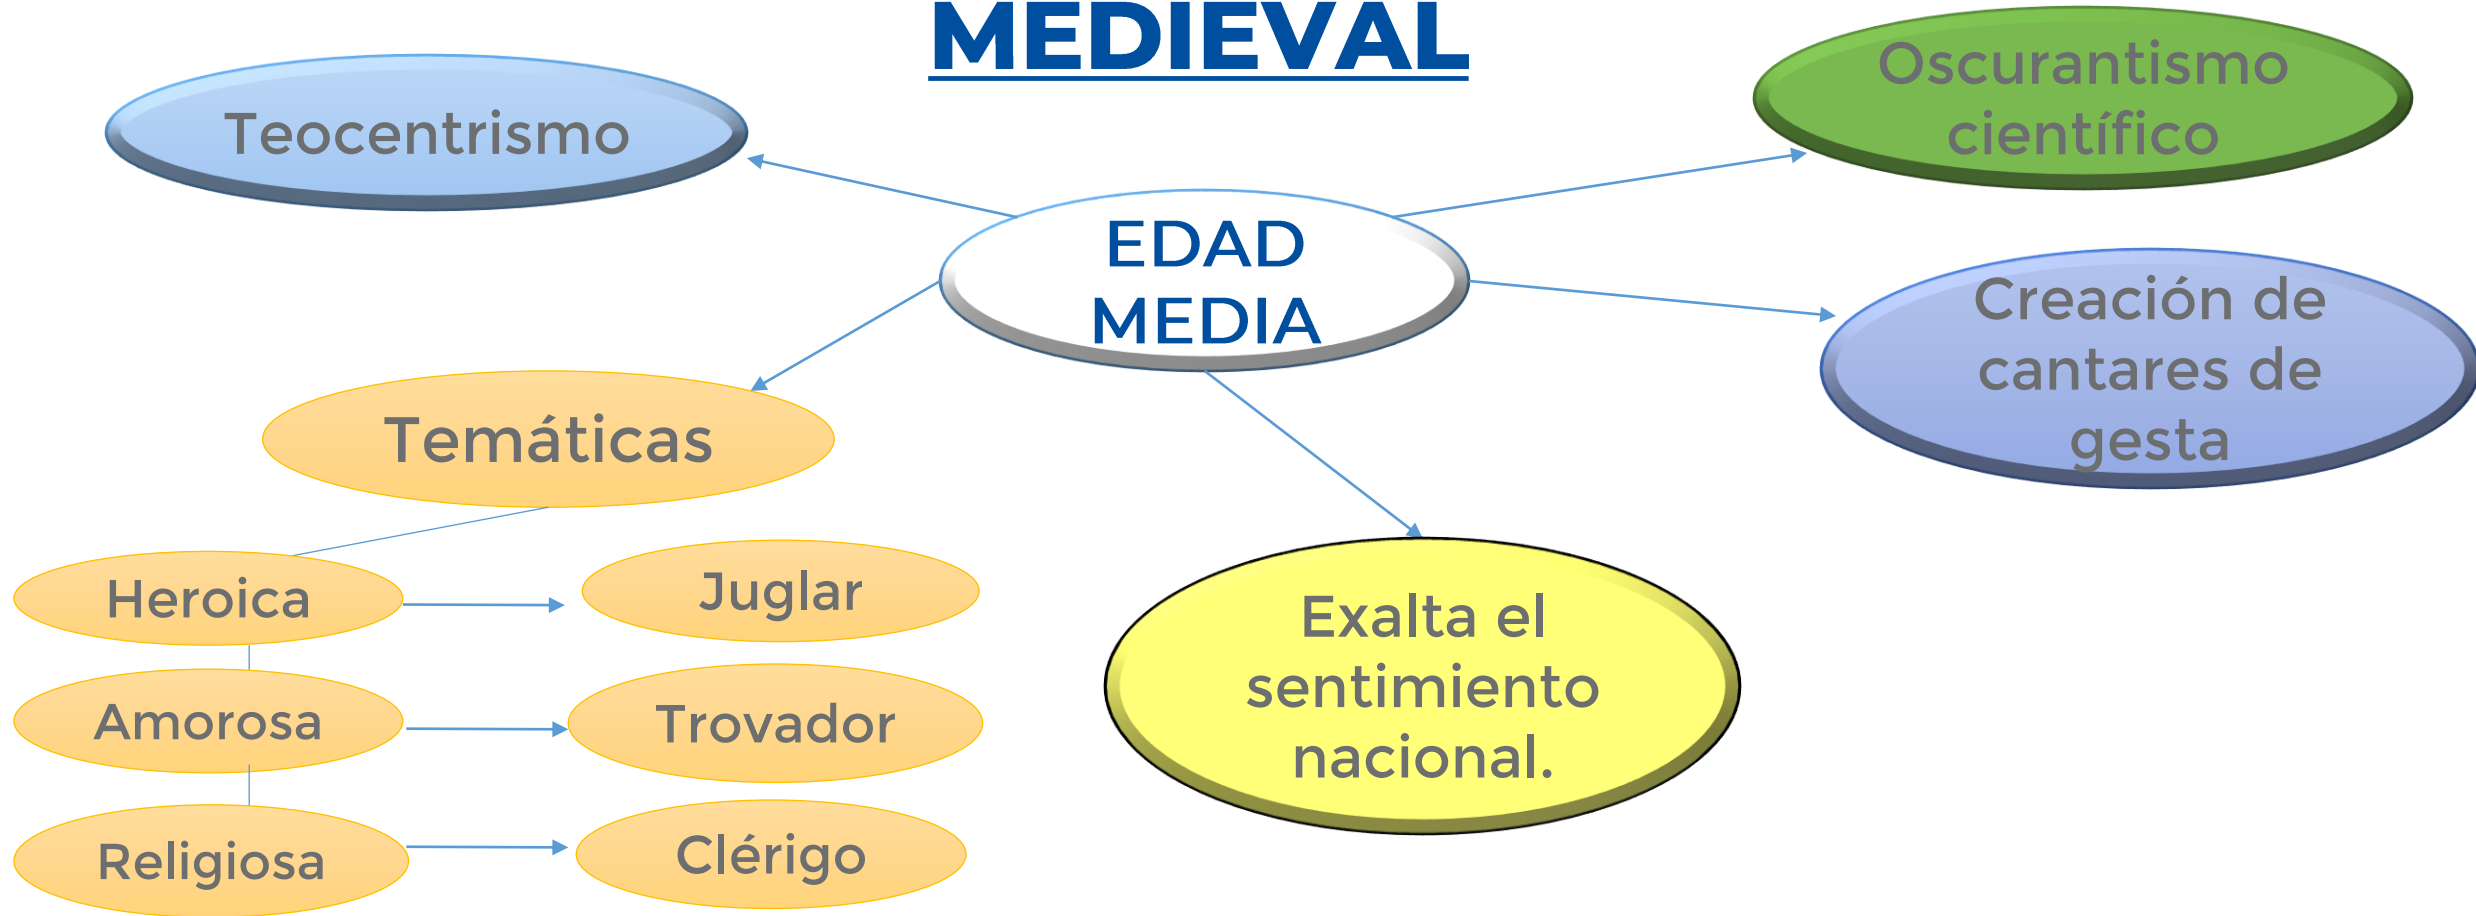 MEDIEVAL
Teocentrismo
Oscurantismo
científico
EDAD
MEDIA
Creación de
cantares de
gesta
Temáticas
Heroica
Juglar
Amorosa
Trovador
Religiosa
Clérigo
Exalta el
sentimiento
nacional.